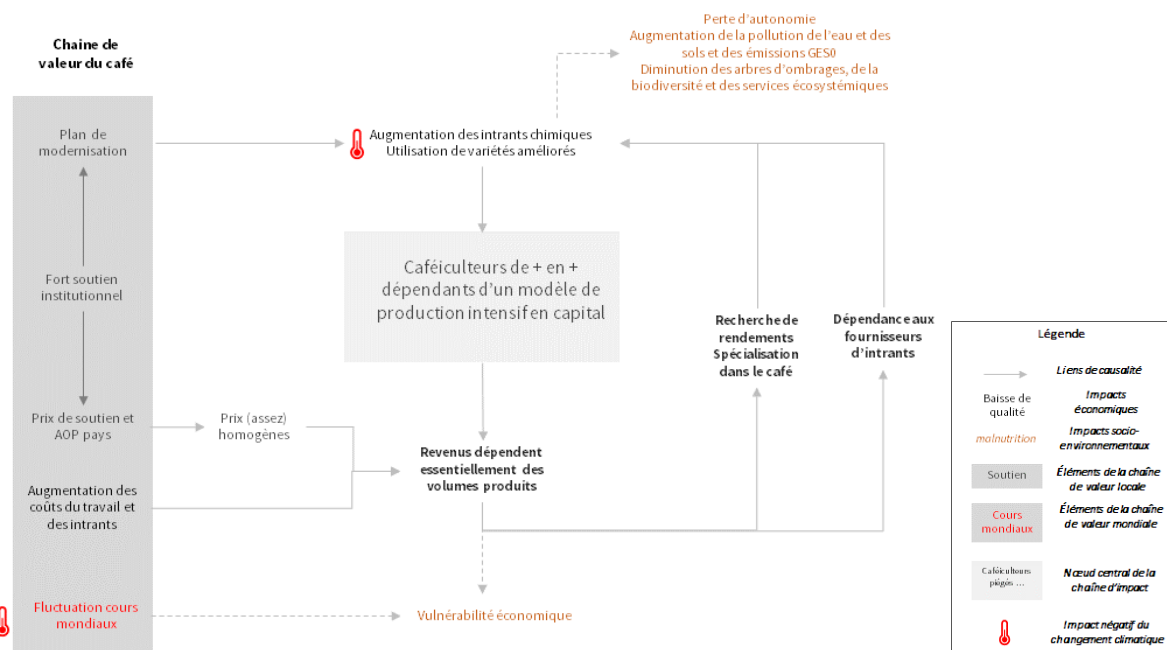 Chaine de
valeur du café
Perte d'autonomie
Augmentation de la pollution de l'eau et des
sols et des émissions GES0
Diminution des arbres d'ombrages, de la
biodiversité et des services écosystémiques
Plan de
modernisation
Augmentation des intrants chimiques
Utilisation de variétés améliorés
Fort soutien
institutionnel
Caféiculteurs de + en +
dépendants d'un modèle de
production intensif en capital
Recherche de
rendements
Spécialisation
dans le café
Dépendance aux
fournisseurs
d'intrants
Prix de soutien et
AOP pays
Prix (assez)
homogènes
Revenus dépendent
essentiellement des
volumes produits
Augmentation des
coûts du travail et
des intrants
Fluctuation cours
mondiaux
Vulnérabilité économique
Légende
Liens de causalité
Baisse de
qualité
Impacts
économiques
malnutrition
Impacts socio-
environnementaux
Soutien
Éléments de la chaîne
de valeur locale
Cours
mondiaux
Éléments de la chaîne
de valeur mondiale
Caféiculteurs
piégés ...
Nœud central de la
chaîne d'impact
Impact négatif du
changement climatique